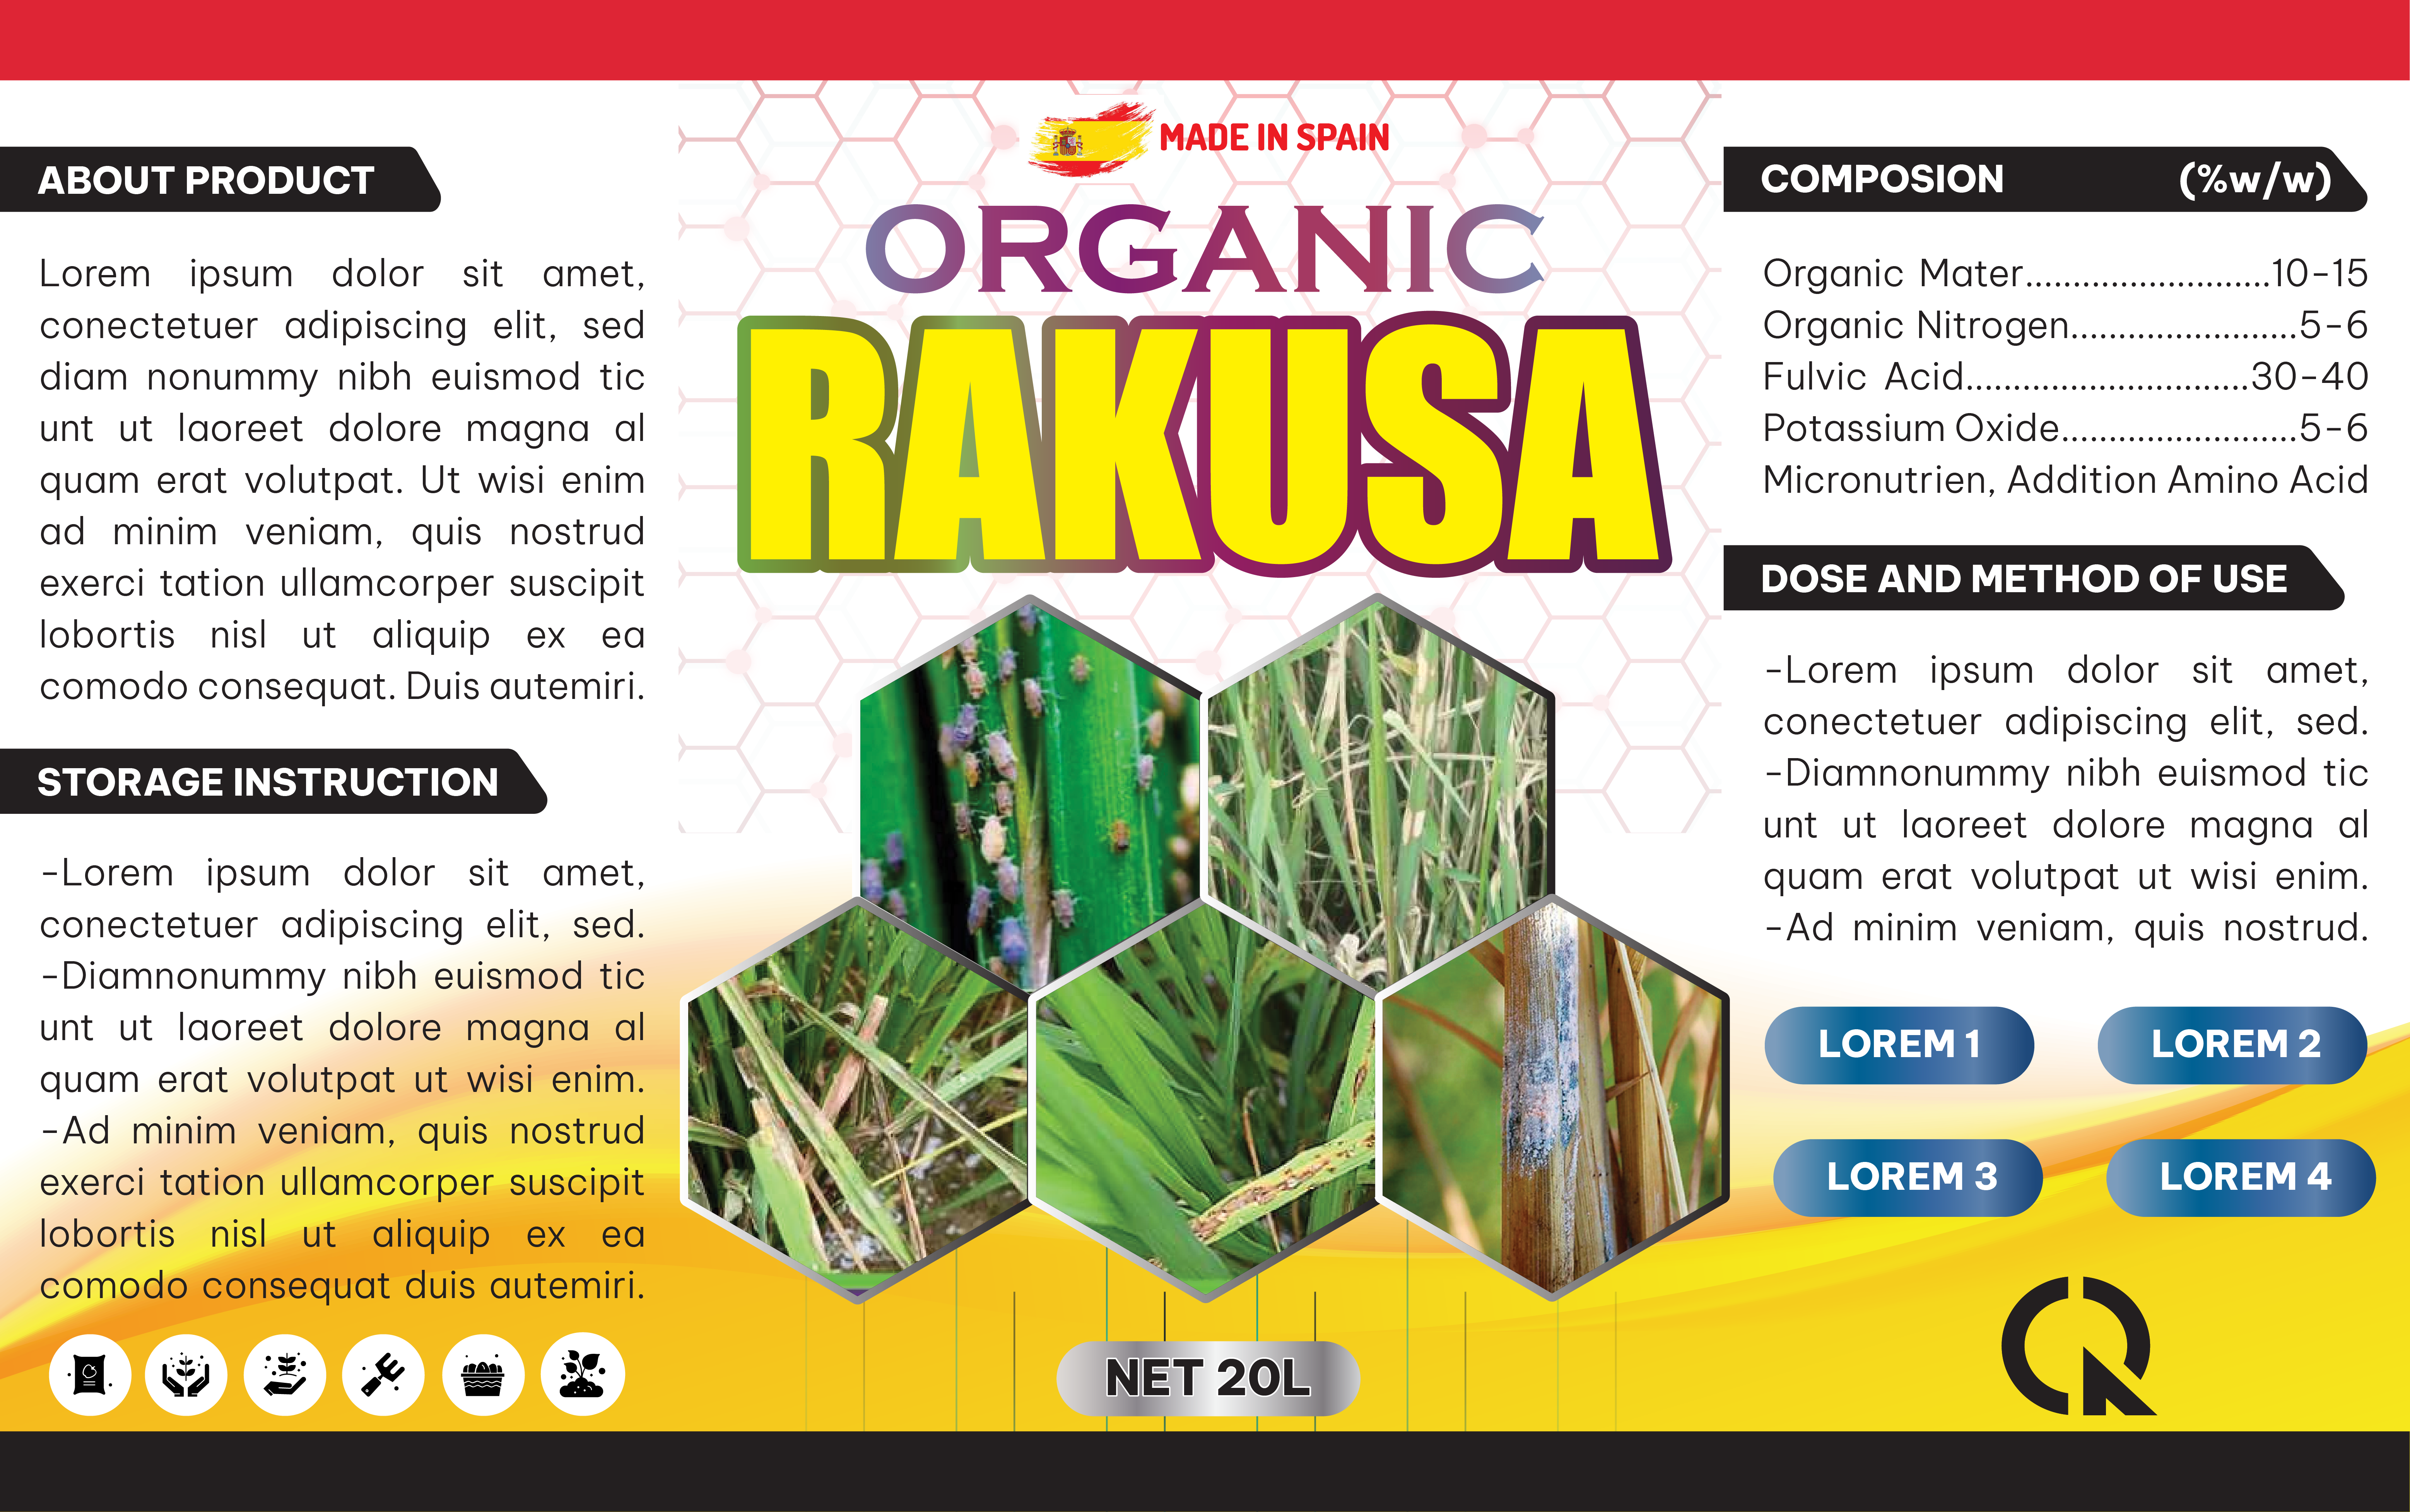 MADE IN SPAIN
ORGANIC
RAKUSA
ABOUT PRODUCT
Lorem ipsum dolor sit amet,
conectetuer adipiscing elit, sed
diam nonummy nibh euismod tic
unt ut laoreet dolore magna al
quam erat volutpat. Ut wisi enim
ad minim veniam, quis nostrud
exerci tation ullamcorper suscipit
lobortis nisl ut aliquip ex ea
comodo consequat. Duis autemiri.
STORAGE INSTRUCTION
-Lorem ipsum dolor sit amet,
conectetuer adipiscing elit, sed.
-Diamnonummy nibh euismod tic
unt ut laoreet dolore magna al
quam erat volutpat ut wisi enim.
-Ad minim veniam, quis nostrud
exerci tation ullamcorper suscipit
lobortis nisl ut aliquip ex ea
comodo consequat duis autemiri.
NET 20L
COMPOSION (%w/w)
Organic Mater..........................10-15
Organic Nitrogen........................5-6
Fulvic Acid..............................30-40
Potassium Oxide.........................5-6
Micronutrien, Addition Amino Acid
DOSE AND METHOD OF USE
-Lorem ipsum dolor sit amet,
conectetuer adipiscing elit, sed.
-Diamnonummy nibh euismod tic
unt ut laoreet dolore magna al
quam erat volutpat ut wisi enim.
-Ad minim veniam, quis nostrud.
LOREM 1
LOREM 2
LOREM 3
LOREM 4